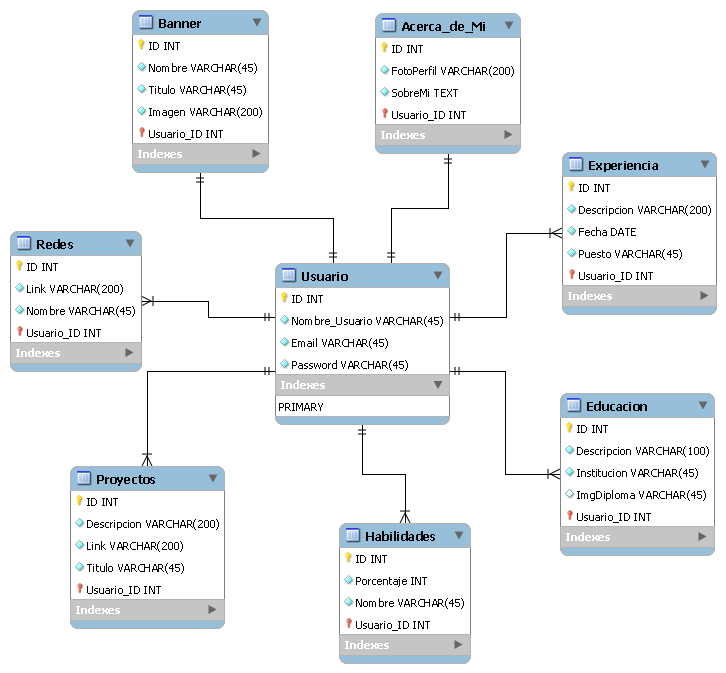 Banner
ID INT
Nombre VARCHAR(45)
Titulo VARCHAR(45)
Imagen VARCHAR(200)
Usuario_ID INT
Indexes
Acerca_de_Mi
ID INT
FotoPerfil VARCHAR(200)
SobreMi TEXT
Usuario_ID INT
Indexes
Experiencia
ID INT
Descripcion VARCHAR(200)
Fecha DATE
Puesto VARCHAR(45)
Usuario_ID INT
Indexes
Redes
ID INT
Link VARCHAR(200)
Nombre VARCHAR(45)
Usuario_ID INT
Indexes
Usuario
ID INT
Nombre_Usuario VARCHAR(45)
Email VARCHAR(45)
Password VARCHAR(45)
Indexes
PRIMARY
Educacion
ID INT
Descripcion VARCHAR(100)
Institucion VARCHAR(45)
ImgDiploma VARCHAR(45)
Usuario_ID INT
Indexes
Proyectos
ID INT
Descripcion VARCHAR(200)
Link VARCHAR(200)
Titulo VARCHAR(45)
Usuario_ID INT
Indexes
Habilidades
ID INT
Porcentaje INT
Nombre VARCHAR(45)
Usuario_ID INT
Indexes